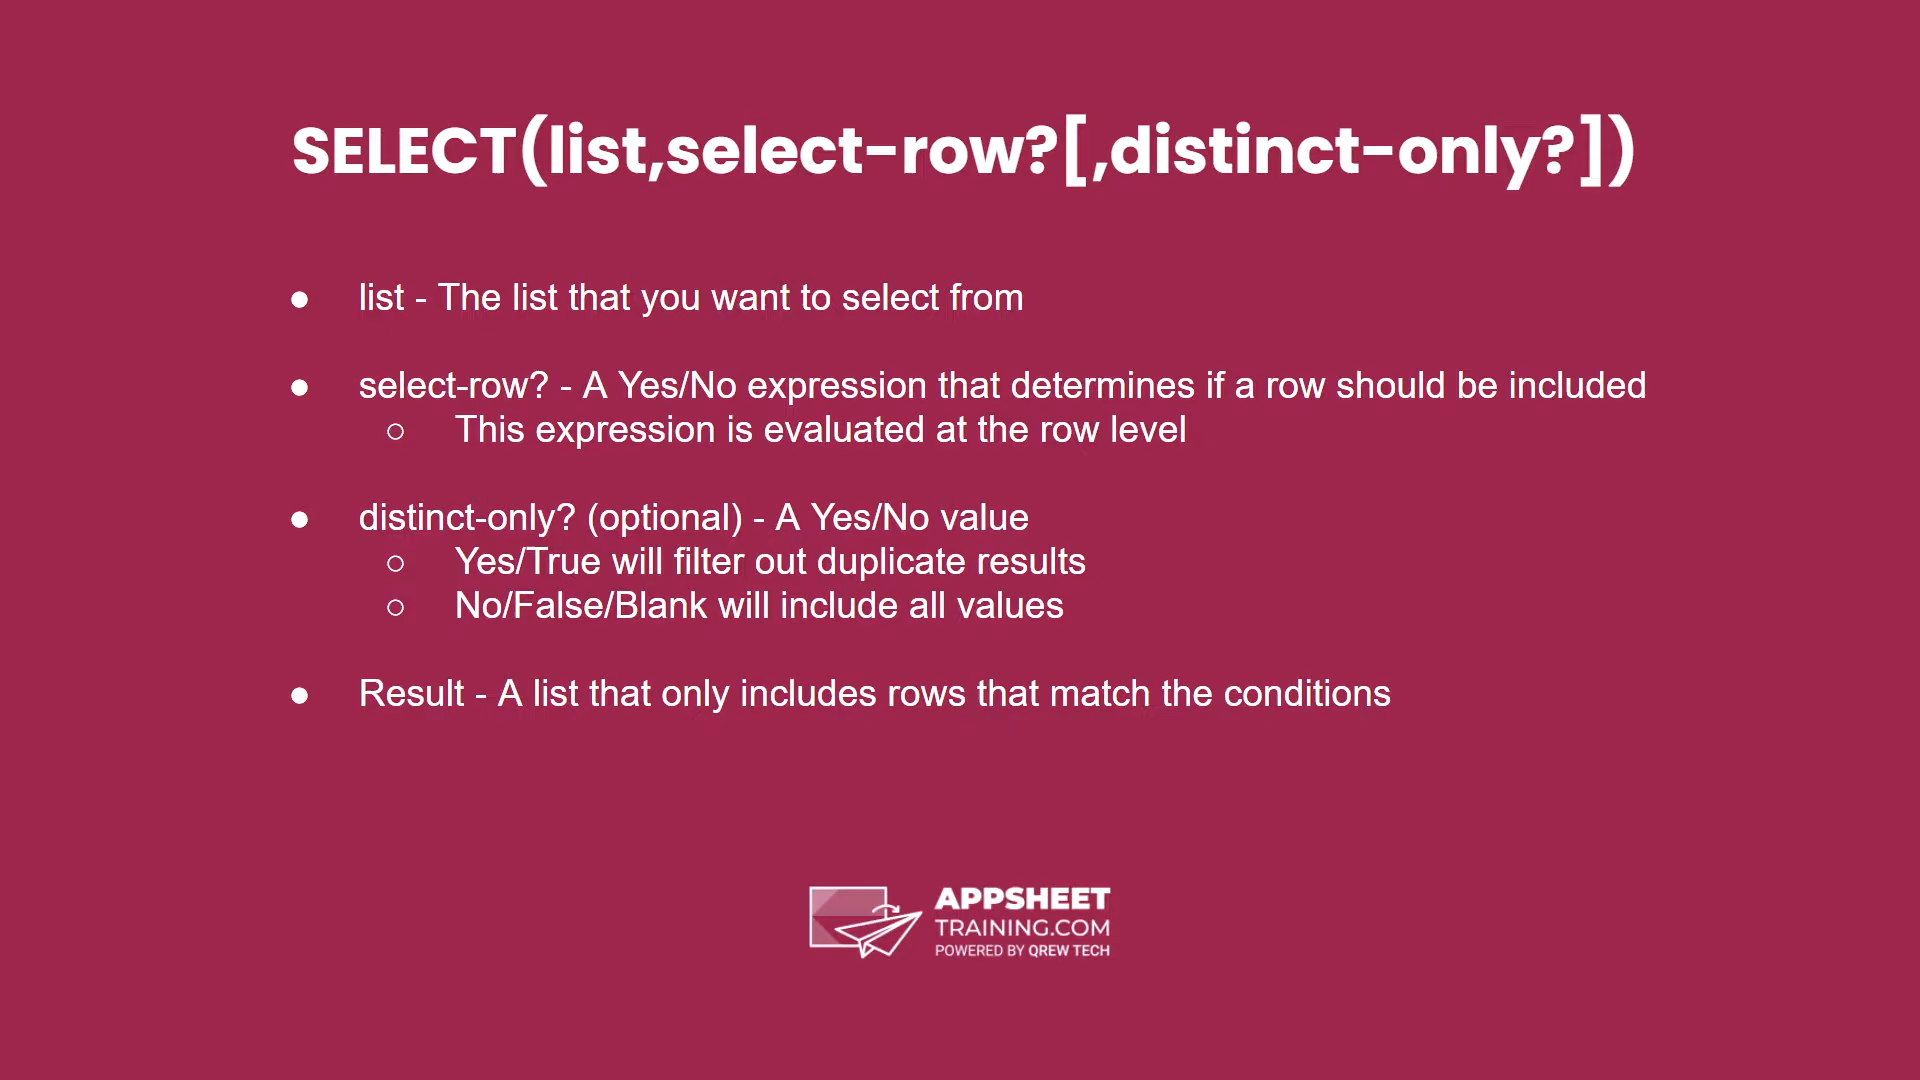 SELECT(list,select-row?[,distinct-only?])
● list - The list that you want to select from
● select-row? - A Yes/No expression that determines if a row should be included
○ This expression is evaluated at the row level
● distinct-only? (optional) - A Yes/No value
○ Yes/True will filter out duplicate results
○ No/False/Blank will include all values
● Result - A list that only includes rows that match the conditions
APPSHEET
TRAINING.COM
POWERED BY QREW TECH